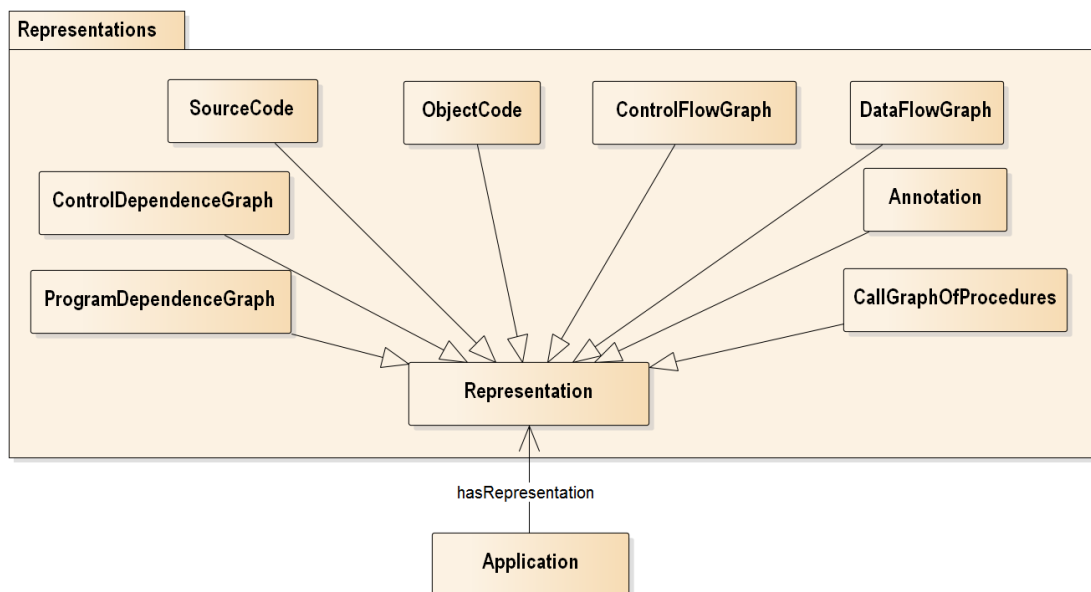 Representations
SourceCode
ObjectCode
ControlFlowGraph
DataFlowGraph
ControlDependenceGraph
Annotation
ProgramDependenceGraph
CallGraphOfProcedures
Representation
hasRepresentation
Application